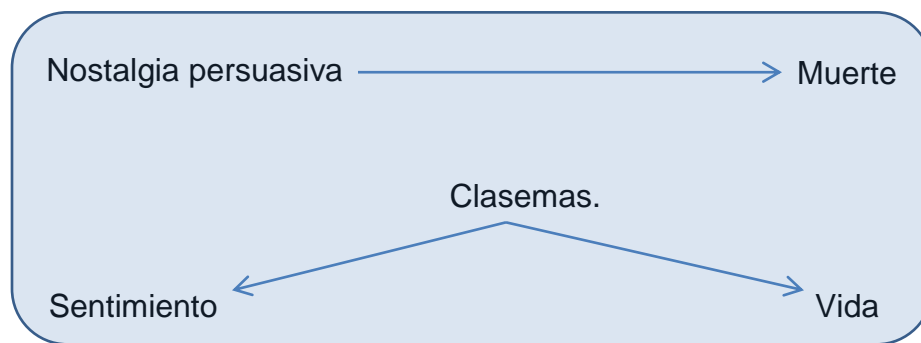 Nostalgia persuasiva
Muerte
Clasemas.
Sentimiento
Vida